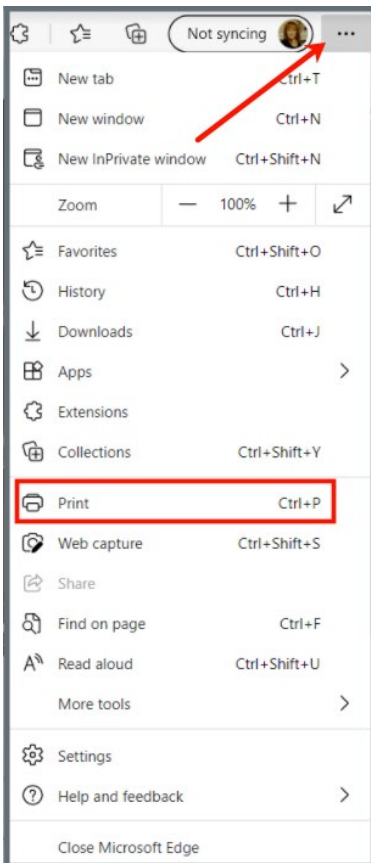 Not syncing
New tab Ctrl+T
New window Ctrl+N
New InPrivate window Ctrl+Shift+N
Zoom 100%
Favorites Ctrl+Shift+O
History Ctrl+H
Downloads Ctrl+J
Apps
Extensions
Collections Ctrl+Shift+Y
Print Ctrl+P
Web capture Ctrl+Shift+S
Share
Find on page Ctrl+F
Read aloud Ctrl+Shift+U
More tools
Settings
Help and feedback
Close Microsoft Edge